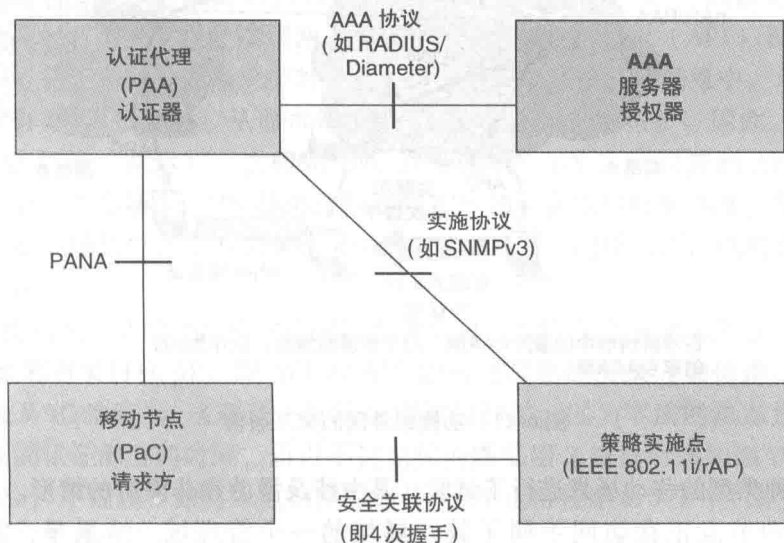 AAA 协议
(如 RADIUS/
Diameter)
认证代理
(PAA)
认证器
AAA
服务器
授权器
实施协议
(如 SNMPv3)
PANA
移动节点
(PaC)
请求方
策略实施点
(IEEE 802.11i/rAP)
安全关联协议
(即4次握手)